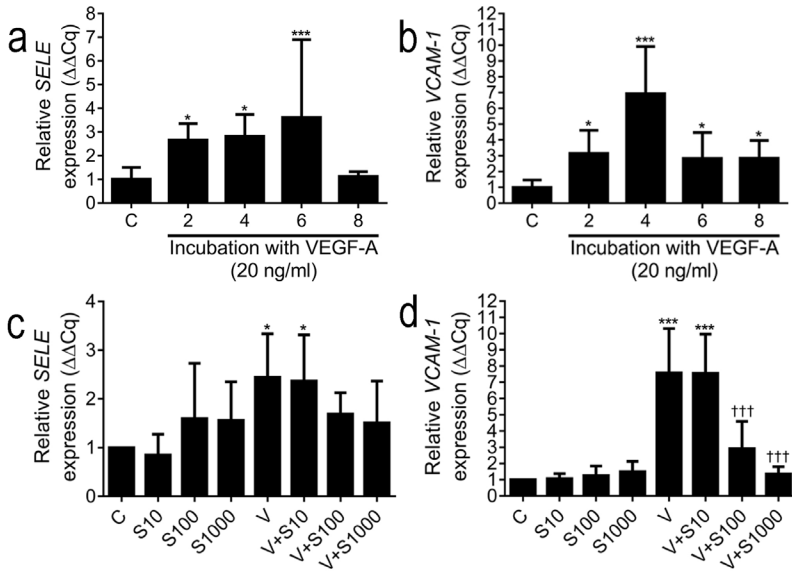 a
Relative SELE
expression (ΔΔCq)
8
7
6
5
4
3
2
1
0
*
*
***
C
2
4
6
8
Incubation with VEGF-A
(20 ng/ml)
b
Relative VCAM-1
expression (ΔΔCq)
12
11
10
9
8
7
6
5
4
3
2
1
0
*
***
*
*
C
2
4
6
8
Incubation with VEGF-A
(20 ng/ml)
c
Relative SELE
expression (ΔΔCq)
4
3
2
1
0
*
*
C
S10
S100
S1000
V
V+S10
V+S100
V+S1000
d
Relative VCAM-1
expression (ΔΔCq)
12
11
10
9
8
7
6
5
4
3
2
1
0
***
***
†††
†††
C
S10
S100
S1000
V
V+S10
V+S100
V+S1000